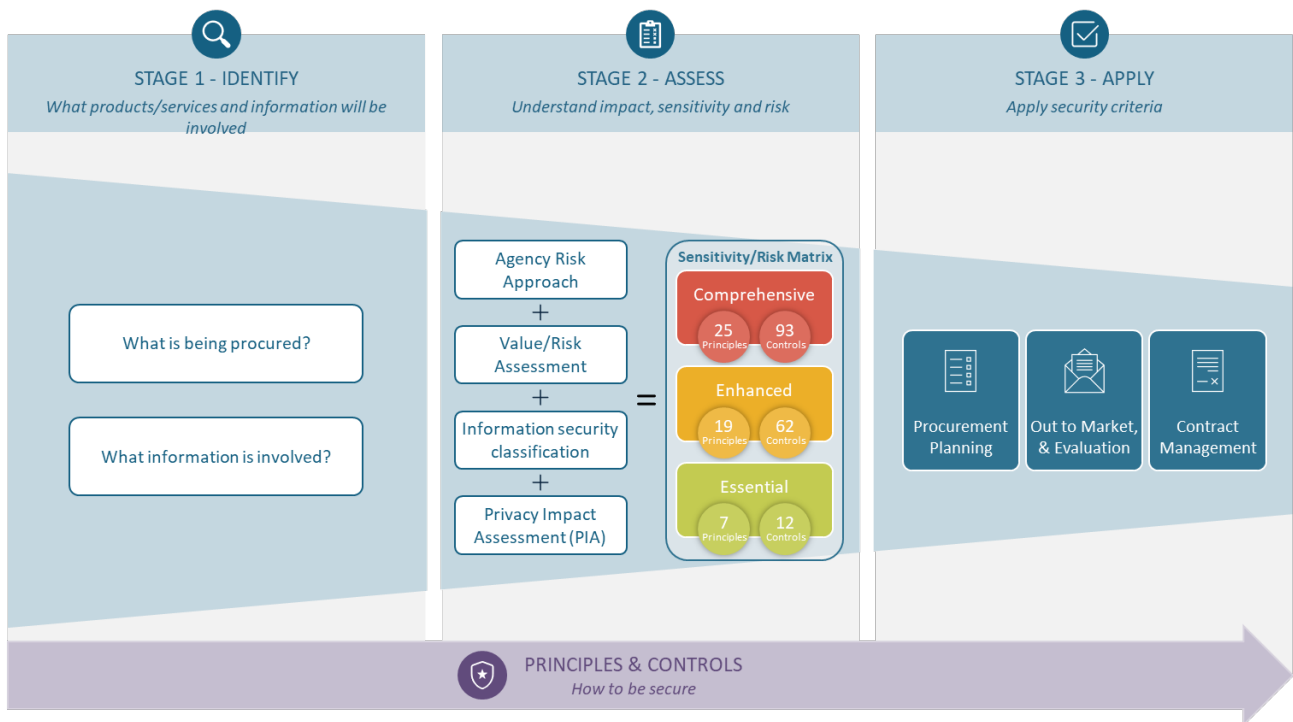 STAGE 1 - IDENTIFY
What products/services and information will be
involved
What is being procured?
What information is involved?
STAGE 2 - ASSESS
Understand impact, sensitivity and risk
Agency Risk
Approach
+
Value/Risk
Assessment
+
Information security
classification
+
Privacy Impact
Assessment (PIA)
=
Sensitivity/Risk Matrix
Comprehensive
25
Principles
93
Controls
Enhanced
19
Principles
62
Controls
Essential
7
Principles
12
Controls
STAGE 3 - APPLY
Apply security criteria
Procurement
Planning
Out to Market,
& Evaluation
Contract
Management
PRINCIPLES & CONTROLS
How to be secure